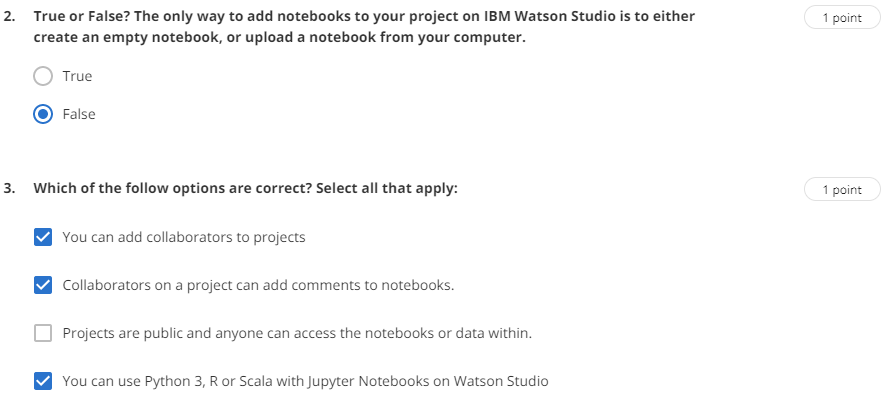 2. True or False? The only way to add notebooks to your project on IBM Watson Studio is to either
create an empty notebook, or upload a notebook from your computer.
1 point
True
False
3. Which of the follow options are correct? Select all that apply:
1 point
You can add collaborators to projects
Collaborators on a project can add comments to notebooks.
Projects are public and anyone can access the notebooks or data within.
You can use Python 3, R or Scala with Jupyter Notebooks on Watson Studio